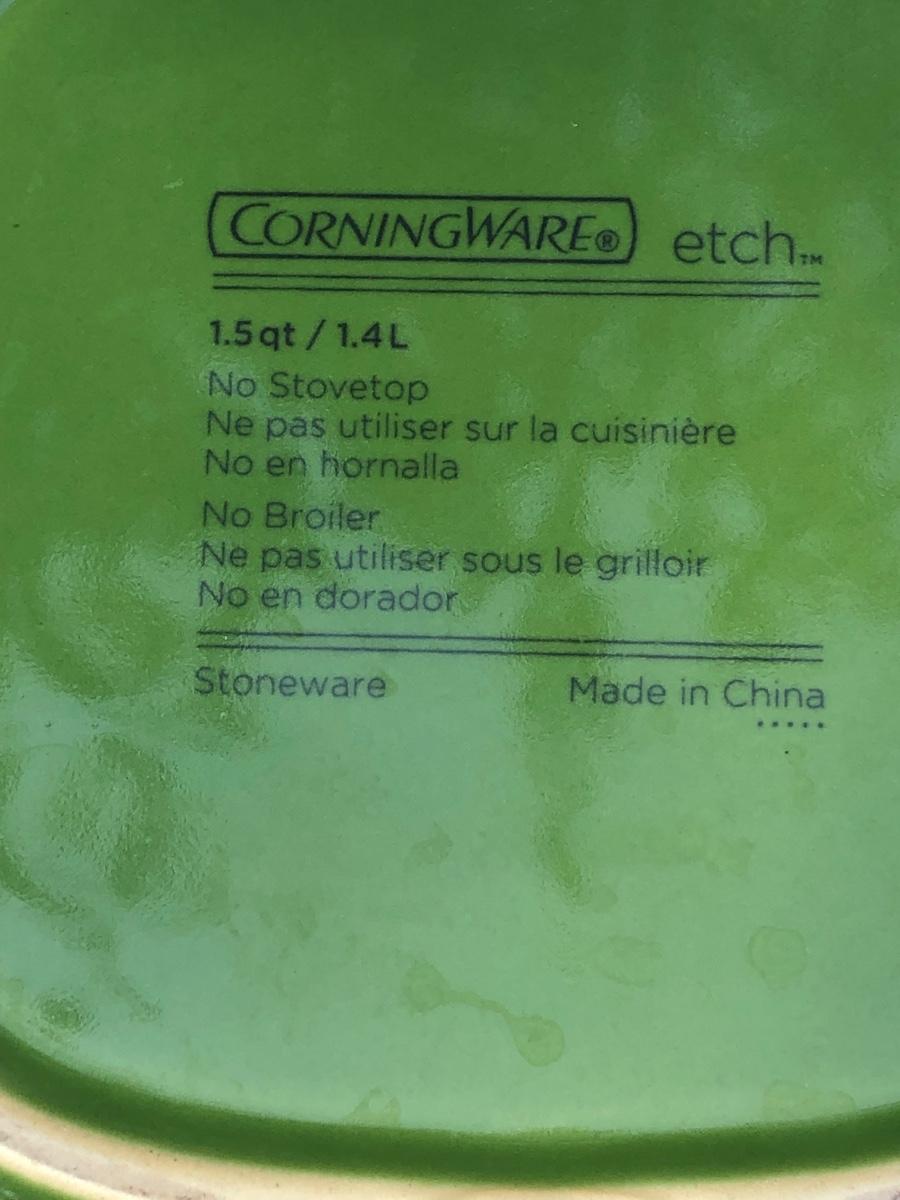 CORNINGWARE® etch™
1.5qt / 1.4L
No Stovetop
Ne pas utiliser sur la cuisinière
No en hornalla
No Broiler
Ne pas utiliser sous le grilloir
No en dorador
Stoneware Made in China